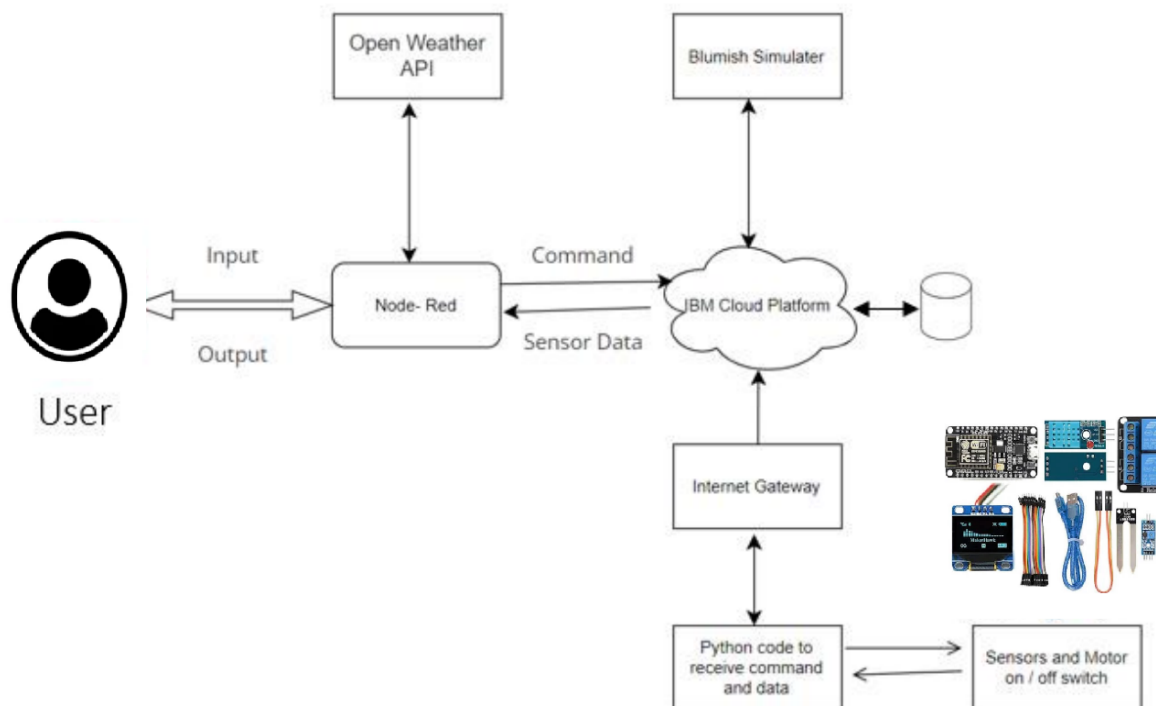 Open Weather
API
Blumish Simulater
Input
Command
Node- Red
IBM Cloud Platform
Output
Sensor Data
User
Internet Gateway
Python code to
receive command
and data
Sensors and Motor
on / off switch